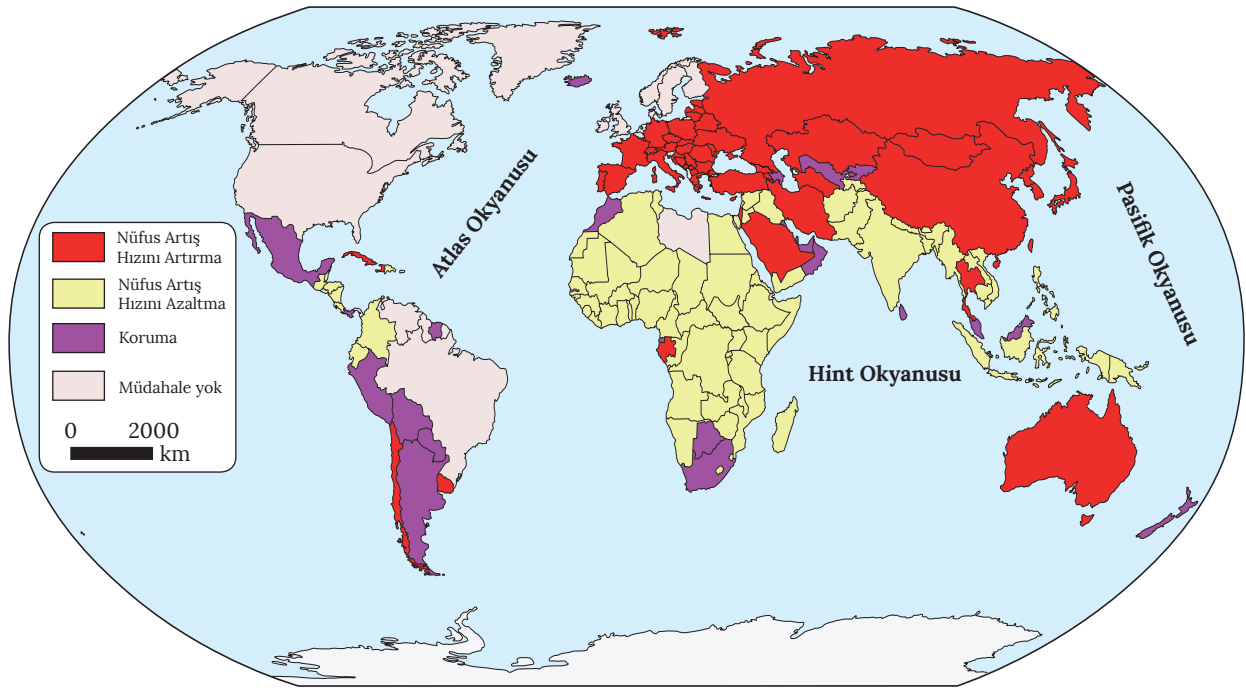 Nüfus Artış
Hızını Artırma
Nüfus Artış
Hızını Azaltma
Koruma
Müdahale yok
0 2000
km
Atlas Okyanusu
Hint Okyanusu
Pasifik Okyanusu